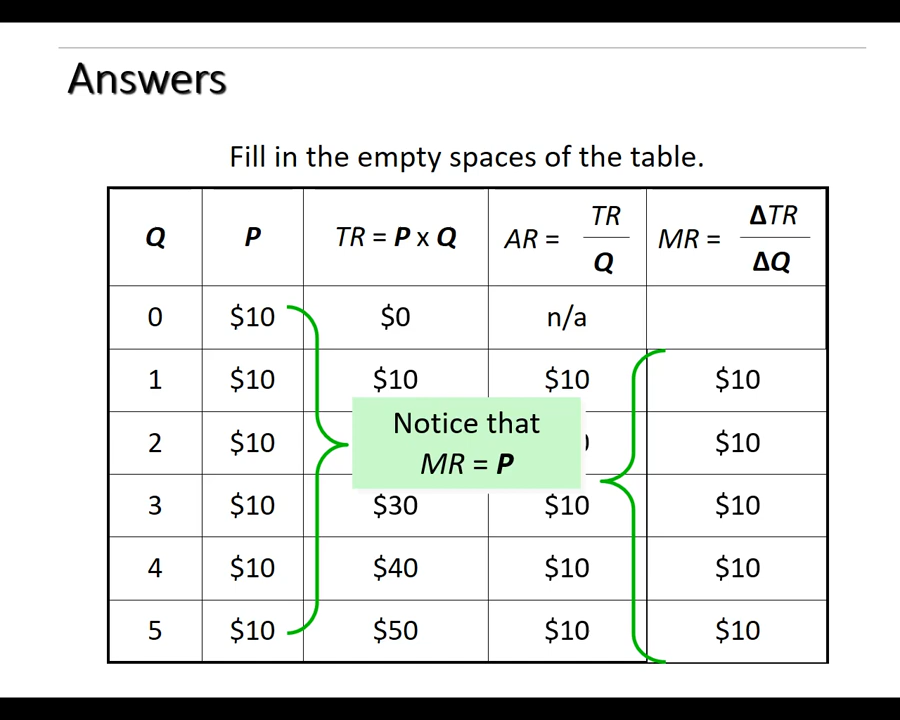 Answers
Fill in the empty spaces of the table.
Q P TR = P x Q AR = TR / Q MR = ΔTR / ΔQ
0 $10 $0 n/a
1 $10 $10 $10 $10
Notice that
2 $10 $10
MR = P
3 $10 $30 $10 $10
4 $10 $40 $10 $10
5 $10 $50 $10 $10